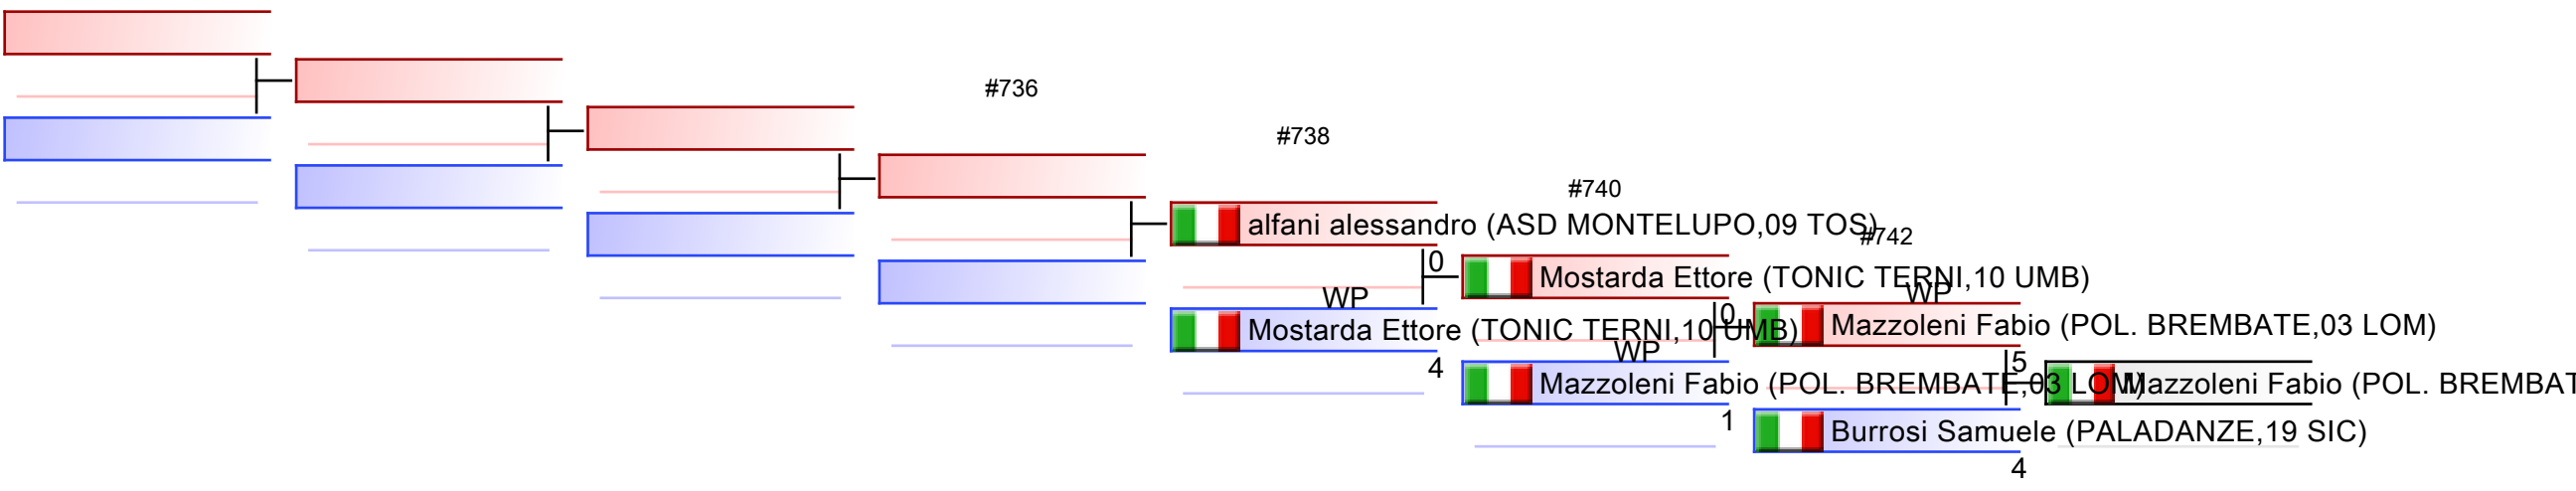 #736
#738
#740
alfani alessandro (ASD MONTELUPO,09 TOS)
#742
0
Mostarda Ettore (TONIC TERNI,10 UMB)
WP
WP
0
Mostarda Ettore (TONIC TERNI,10 UMB)
Mazzoleni Fabio (POL. BREMBATE,03 LOM)
WP
5
4
Mazzoleni Fabio (POL. BREMBATE,03 LOM)
Mazzoleni Fabio (POL. BREMBAT
1
Burrosi Samuele (PALADANZE,19 SIC)
4